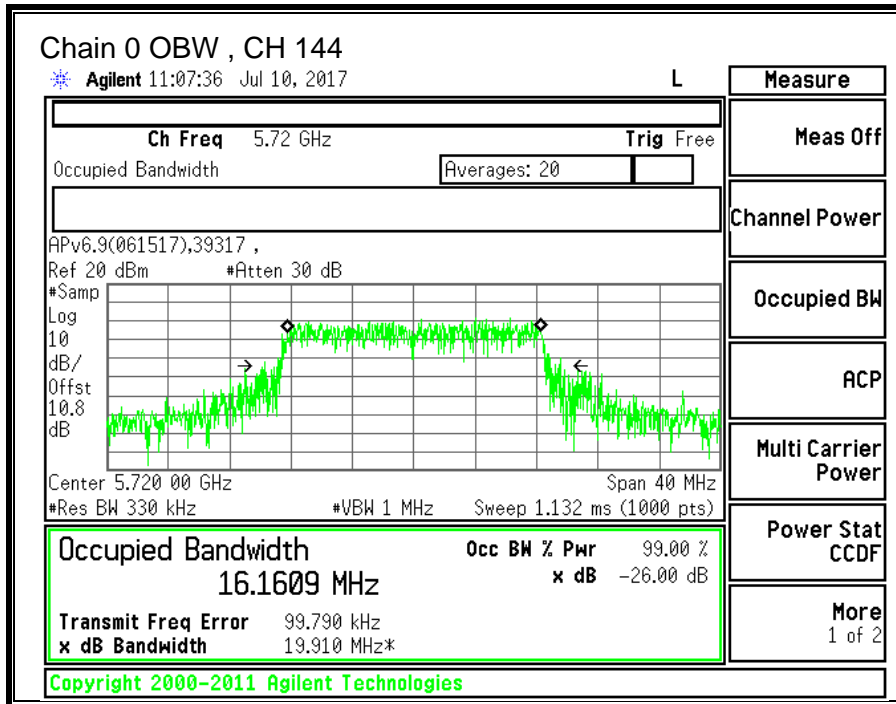 Chain 0 OBW , CH 144
Agilent 11:07:36 Jul 10, 2017 L
Measure
Ch Freq 5.72 GHz Trig Free
Occupied Bandwidth Averages: 20
APv6.9(061517),39317 ,
Ref 20 dBm #Atten 30 dB
#Samp
Log
10
dB/
Offst
10.8
dB
Center 5.720 00 GHz Span 40 MHz
#Res BW 330 kHz #VBW 1 MHz Sweep 1.132 ms (1000 pts)
Occupied Bandwidth Occ BW % Pwr 99.00 %
16.1609 MHz x dB -26.00 dB
Transmit Freq Error 99.790 kHz
x dB Bandwidth 19.910 MHz*
Copyright 2000-2011 Agilent Technologies
Meas Off
Channel Power
Occupied BW
ACP
Multi Carrier
Power
Power Stat
CCDF
More
1 of 2